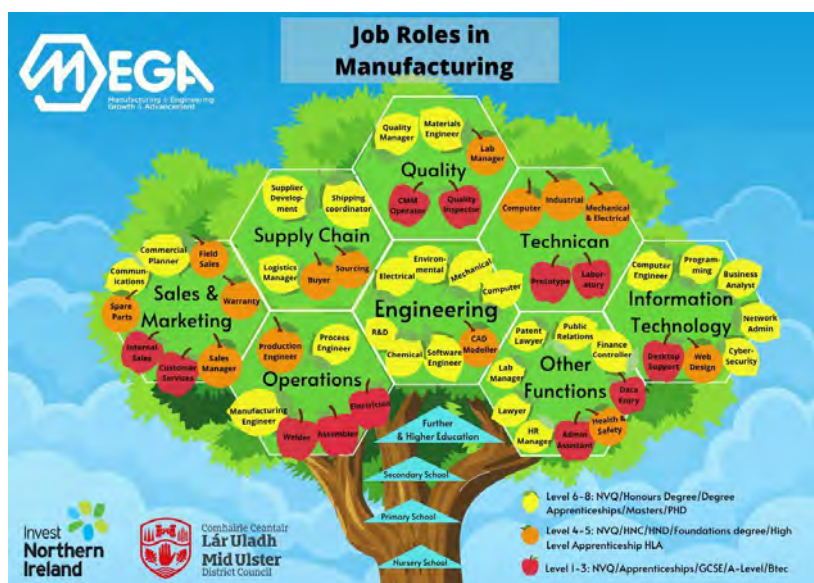 MEGA
Manufacturing & Engineering
Growth & Advancement
Job Roles in
Manufacturing
Quality
Manager
Materials
Engineer
Lab
Manager
Quality
CMM
Operator
Quality
Inspector
Supplier
Develop-
ment
Shipping
coordinator
Supply Chain
Logistics
Manager
Buyer
Sourcing
Computer
Industrial
Mechanical
& Electrical
Technican
Prototype
Labor-
atory
Commercial
Planner
Field
Sales
Commun-
ications
Sales &
Marketing
Warranty
Spare
Parts
Internal
Sales
Customer
Services
Sales
Manager
Electrical
Environ-
mental
Mechanical
Computer
Engineering
R&D
Chemical
Software
Engineer
CAD
Modeller
Computer
Engineer
Program-
ming
Business
Analyst
Information
Technology
Network
Admin
Desktop
Support
Web
Design
Cyber-
Security
Production
Engineer
Process
Engineer
Operations
Manufacturing
Engineer
Welder
Assembler
Electrition
Patent
Lawyer
Public
Relations
Finance
Controller
Lab
Manager
Other
Functions
Data
Entry
Lawyer
HR
Manager
Admin
Assistant
Health &
Safety
Further
& Higher Education
Secondary School
Primary School
Nursery School
Level 6-8: NVQ/Honours Degree/Degree
Apprenticeships/Masters/PHD
Level 4-5: NVQ/HNC/HND/Foundations degree/High
Level Apprenticeship HLA
Level 1-3: NVQ/Apprenticeships/GCSE/A-Level/Btec
Invest
Northern
Ireland
Comhairle Ceantair
Lár Uladh
Mid Ulster
District Council